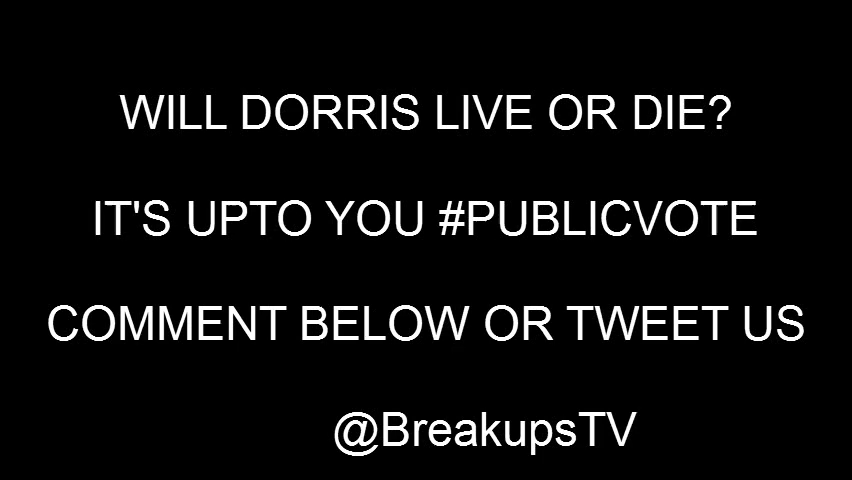 WILL DORRIS LIVE OR DIE?
IT'S UPTO YOU #PUBLICVOTE
COMMENT BELOW OR TWEET US
@BreakupsTV